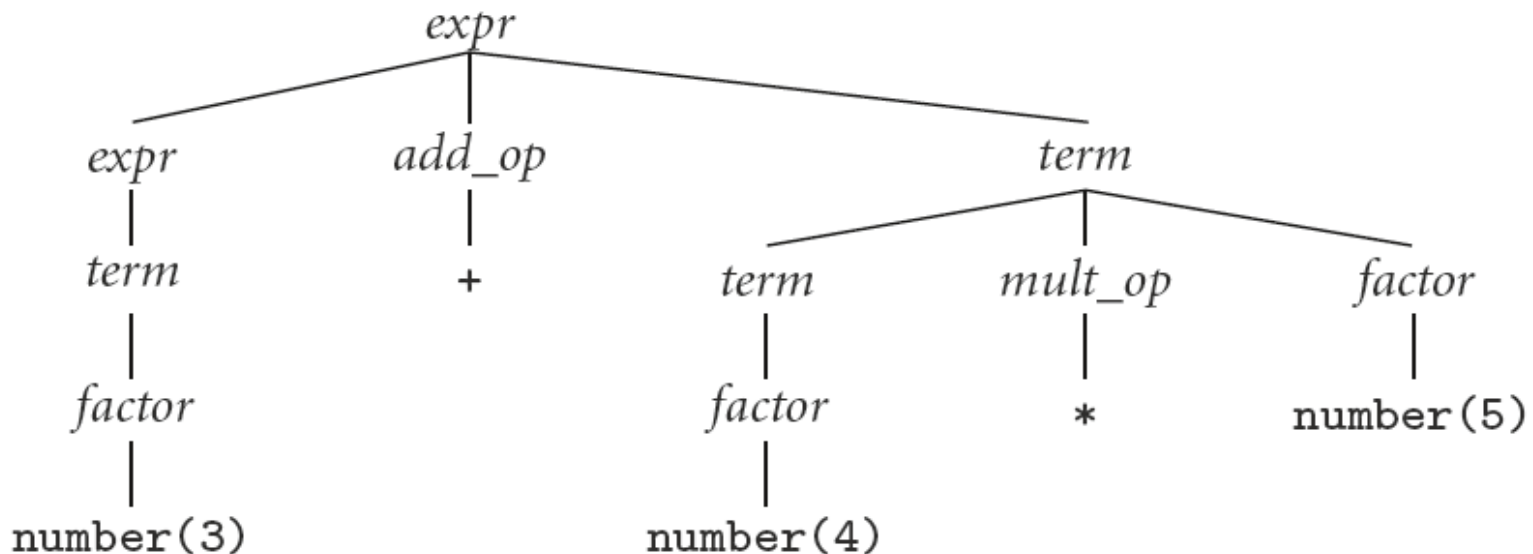 expr
expr add_op term
term + term mult_op factor
factor factor * number(5)
number(3) number(4)